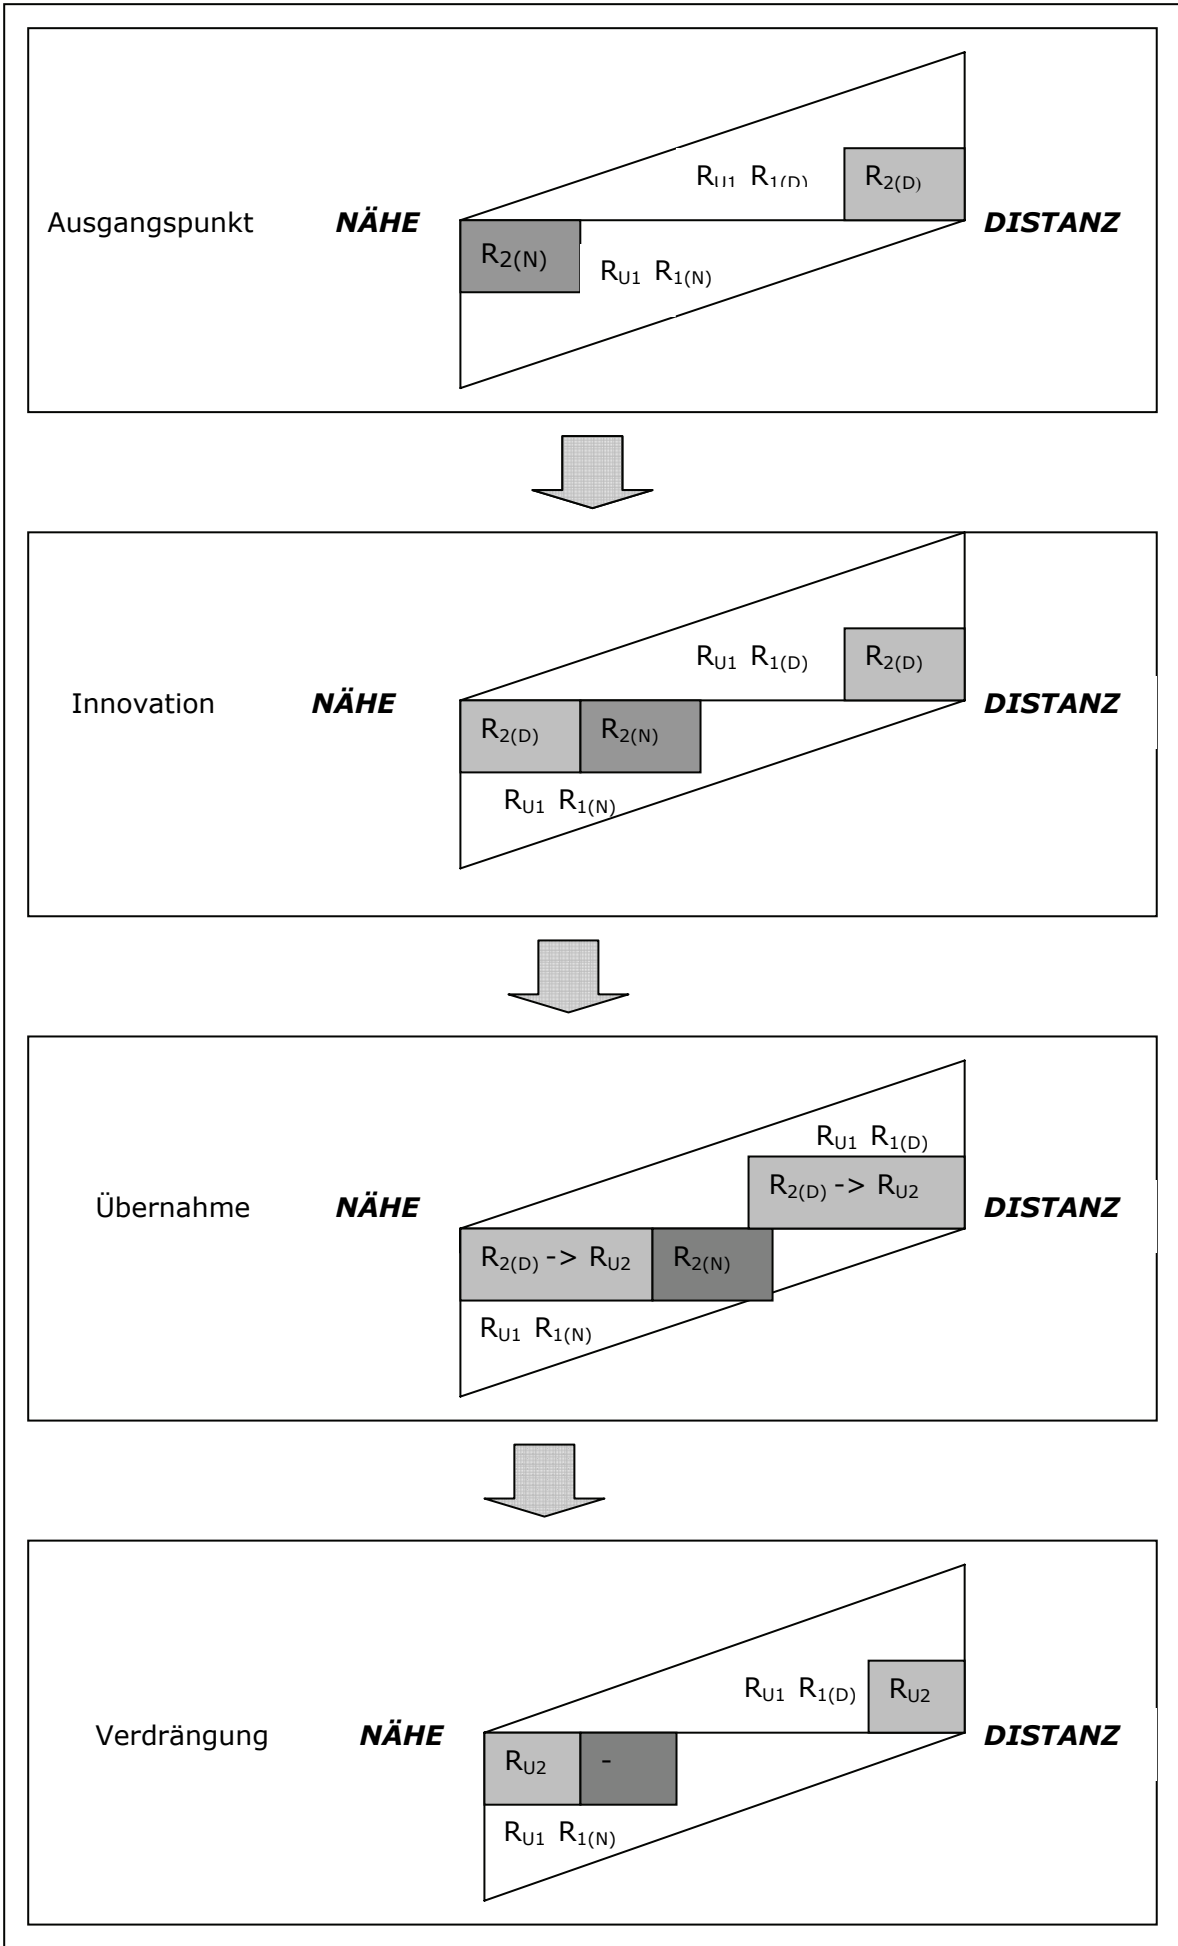 R_U1 R_1(D) R_2(D)
Ausgangspunkt NÄHE DISTANZ
R_2(N) R_U1 R_1(N)
R_U1 R_1(D) R_2(D)
Innovation NÄHE DISTANZ
R_2(D) R_2(N)
R_U1 R_1(N)
R_U1 R_1(D)
R_2(D) -> R_U2
Übernahme NÄHE DISTANZ
R_2(D) -> R_U2 R_2(N)
R_U1 R_1(N)
R_U1 R_1(D) R_U2
Verdrängung NÄHE DISTANZ
R_U2 -
R_U1 R_1(N)